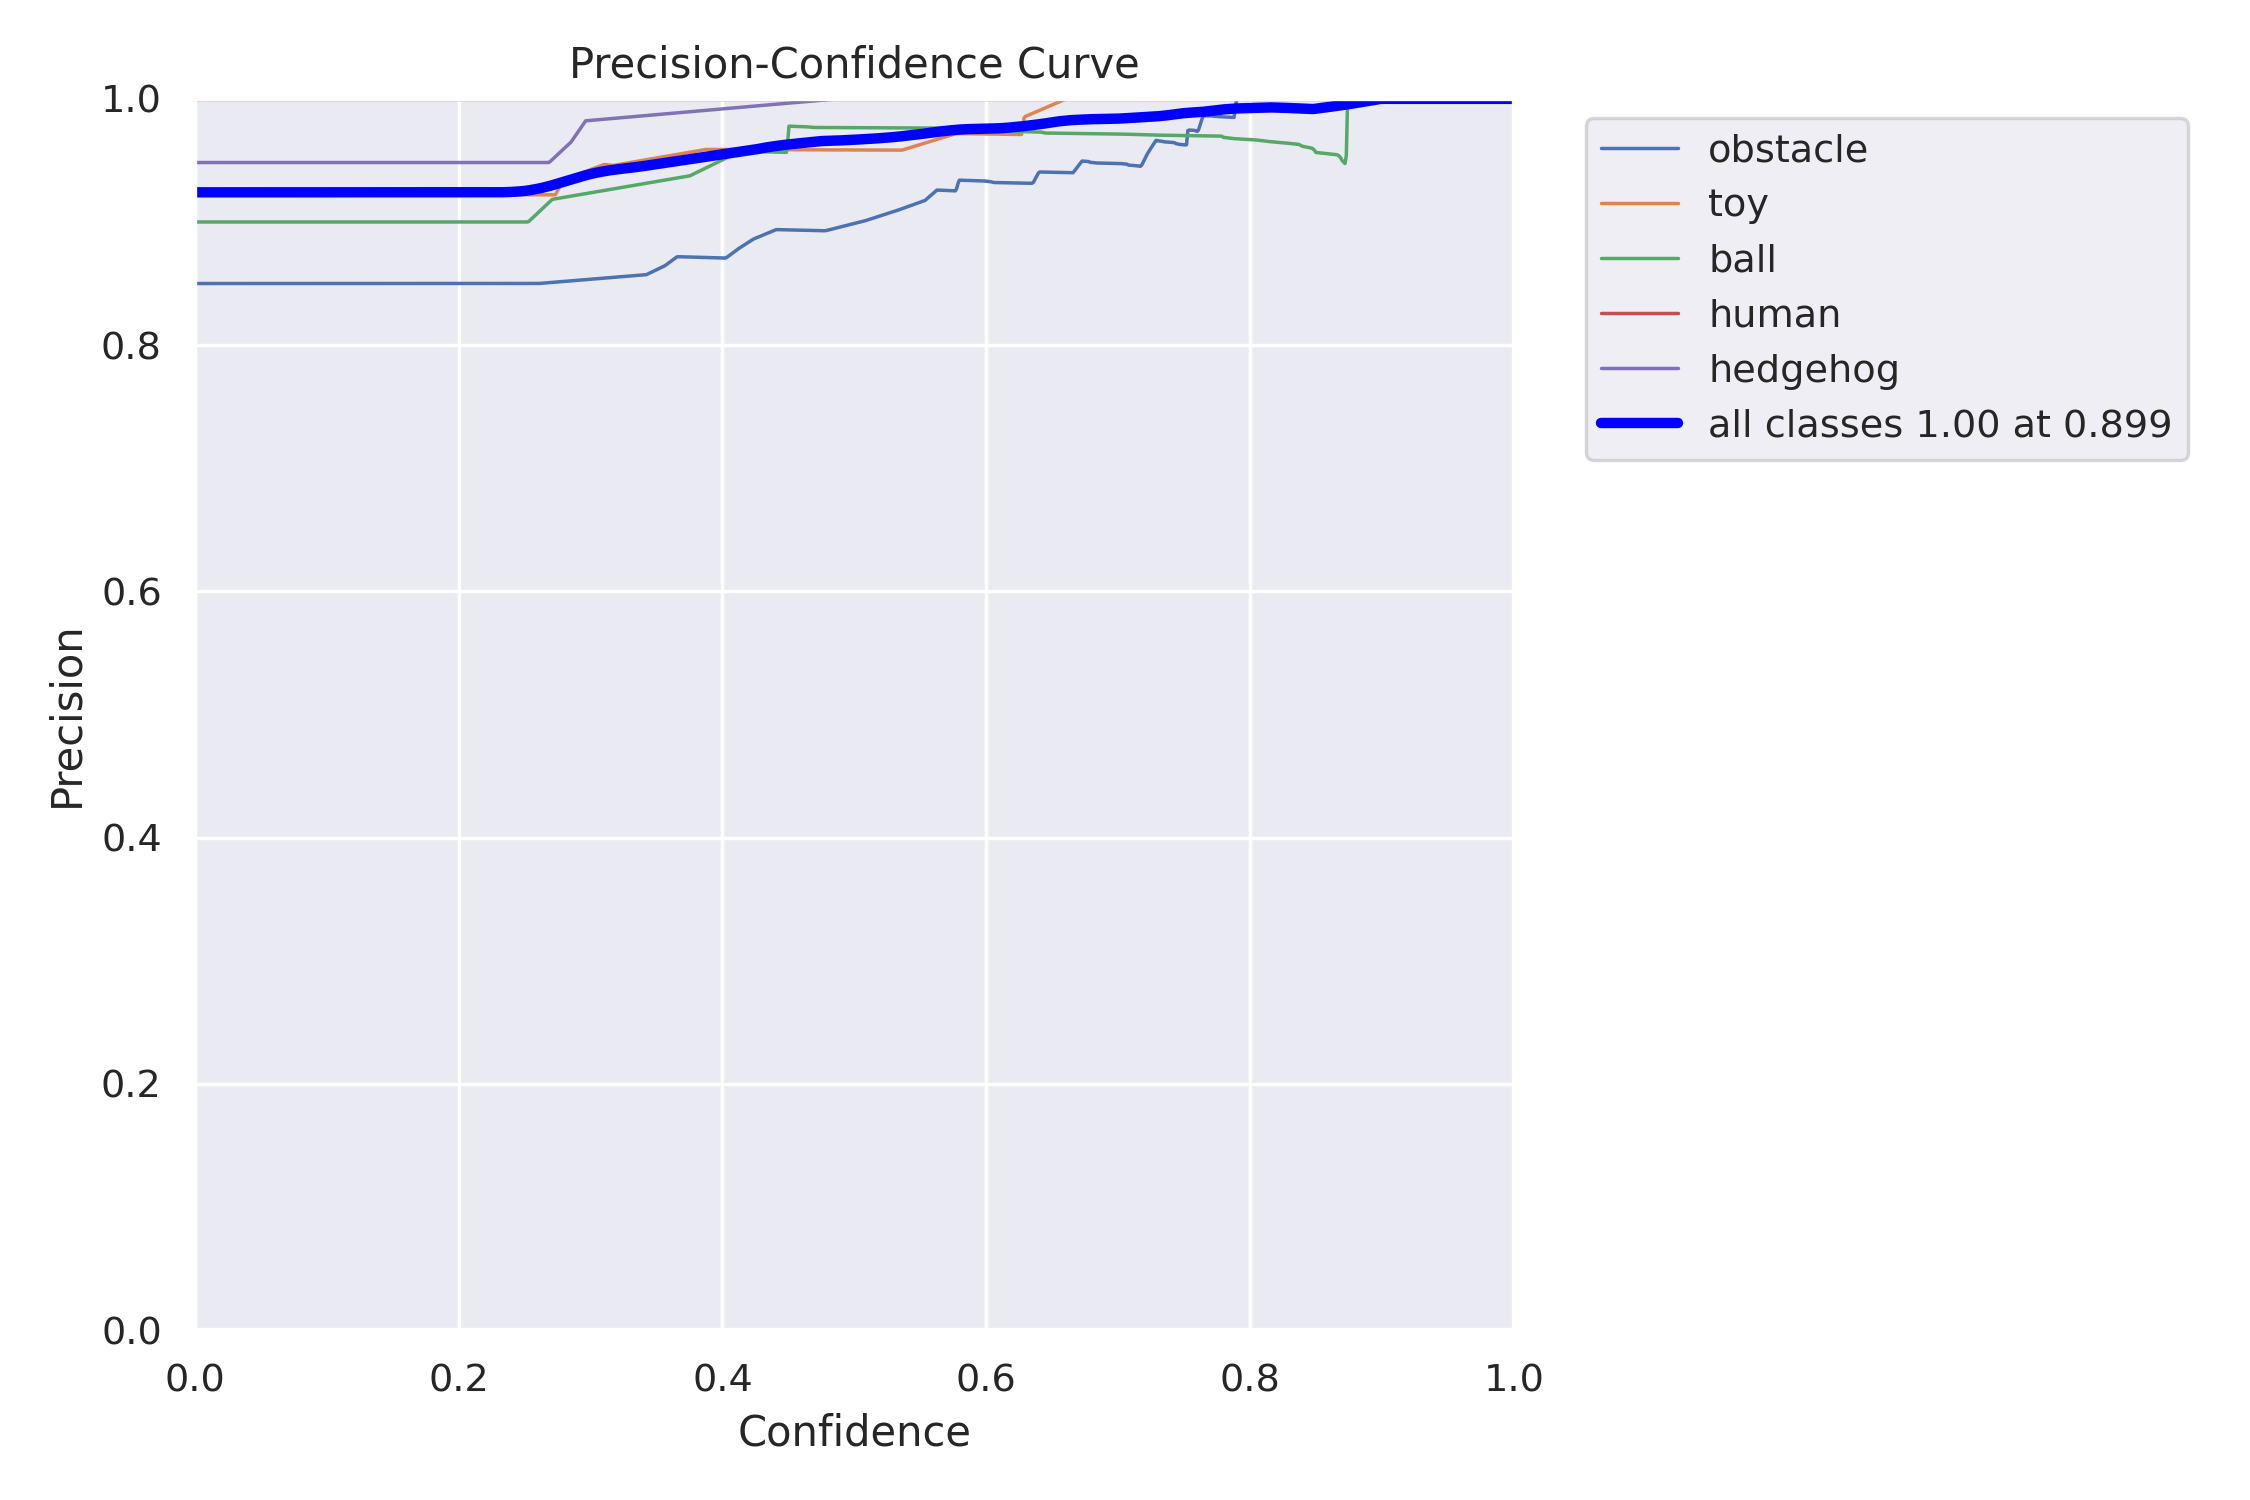 Precision-Confidence Curve
1.0
0.8
0.6
0.4
0.2
0.0
Precision
0.0 0.2 0.4 0.6 0.8 1.0
Confidence
obstacle
toy
ball
human
hedgehog
all classes 1.00 at 0.899